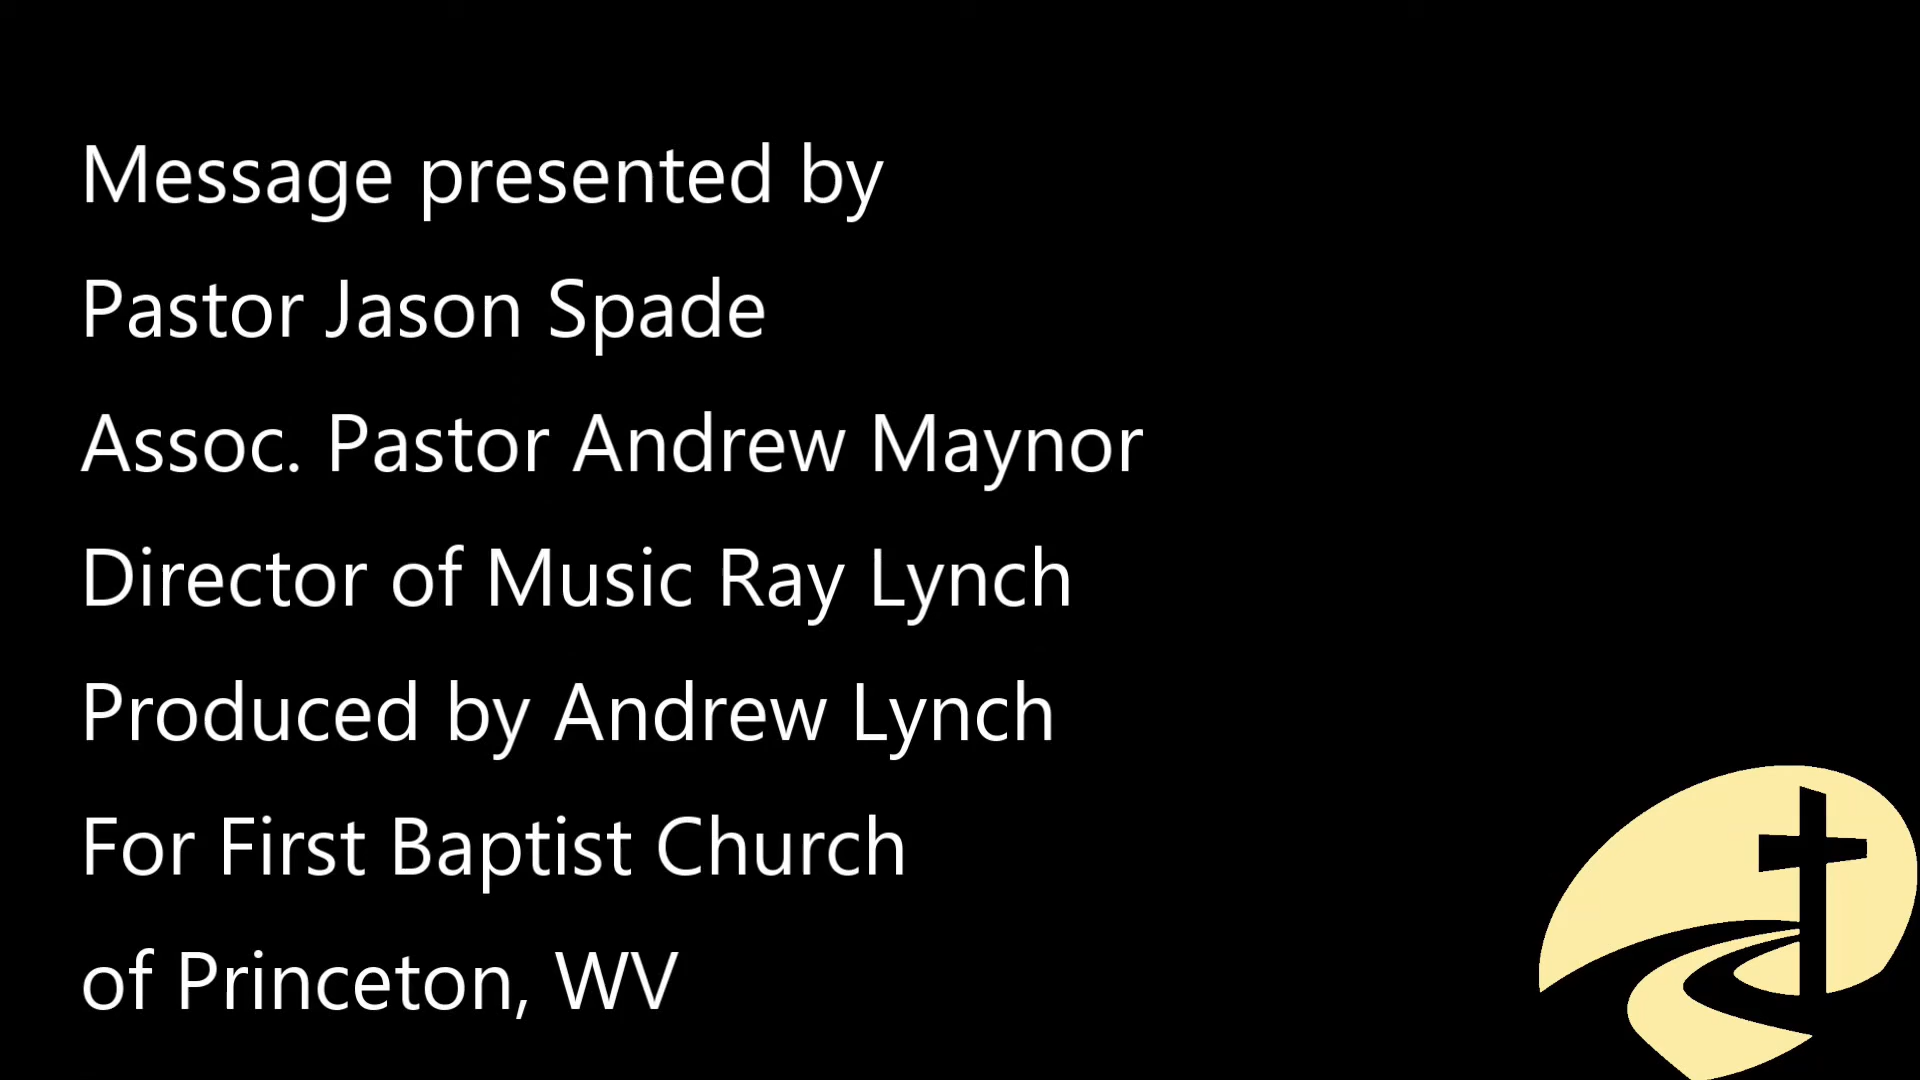 Message presented by
Pastor Jason Spade
Assoc. Pastor Andrew Maynor
Director of Music Ray Lynch
Produced by Andrew Lynch
For First Baptist Church
of Princeton, WV